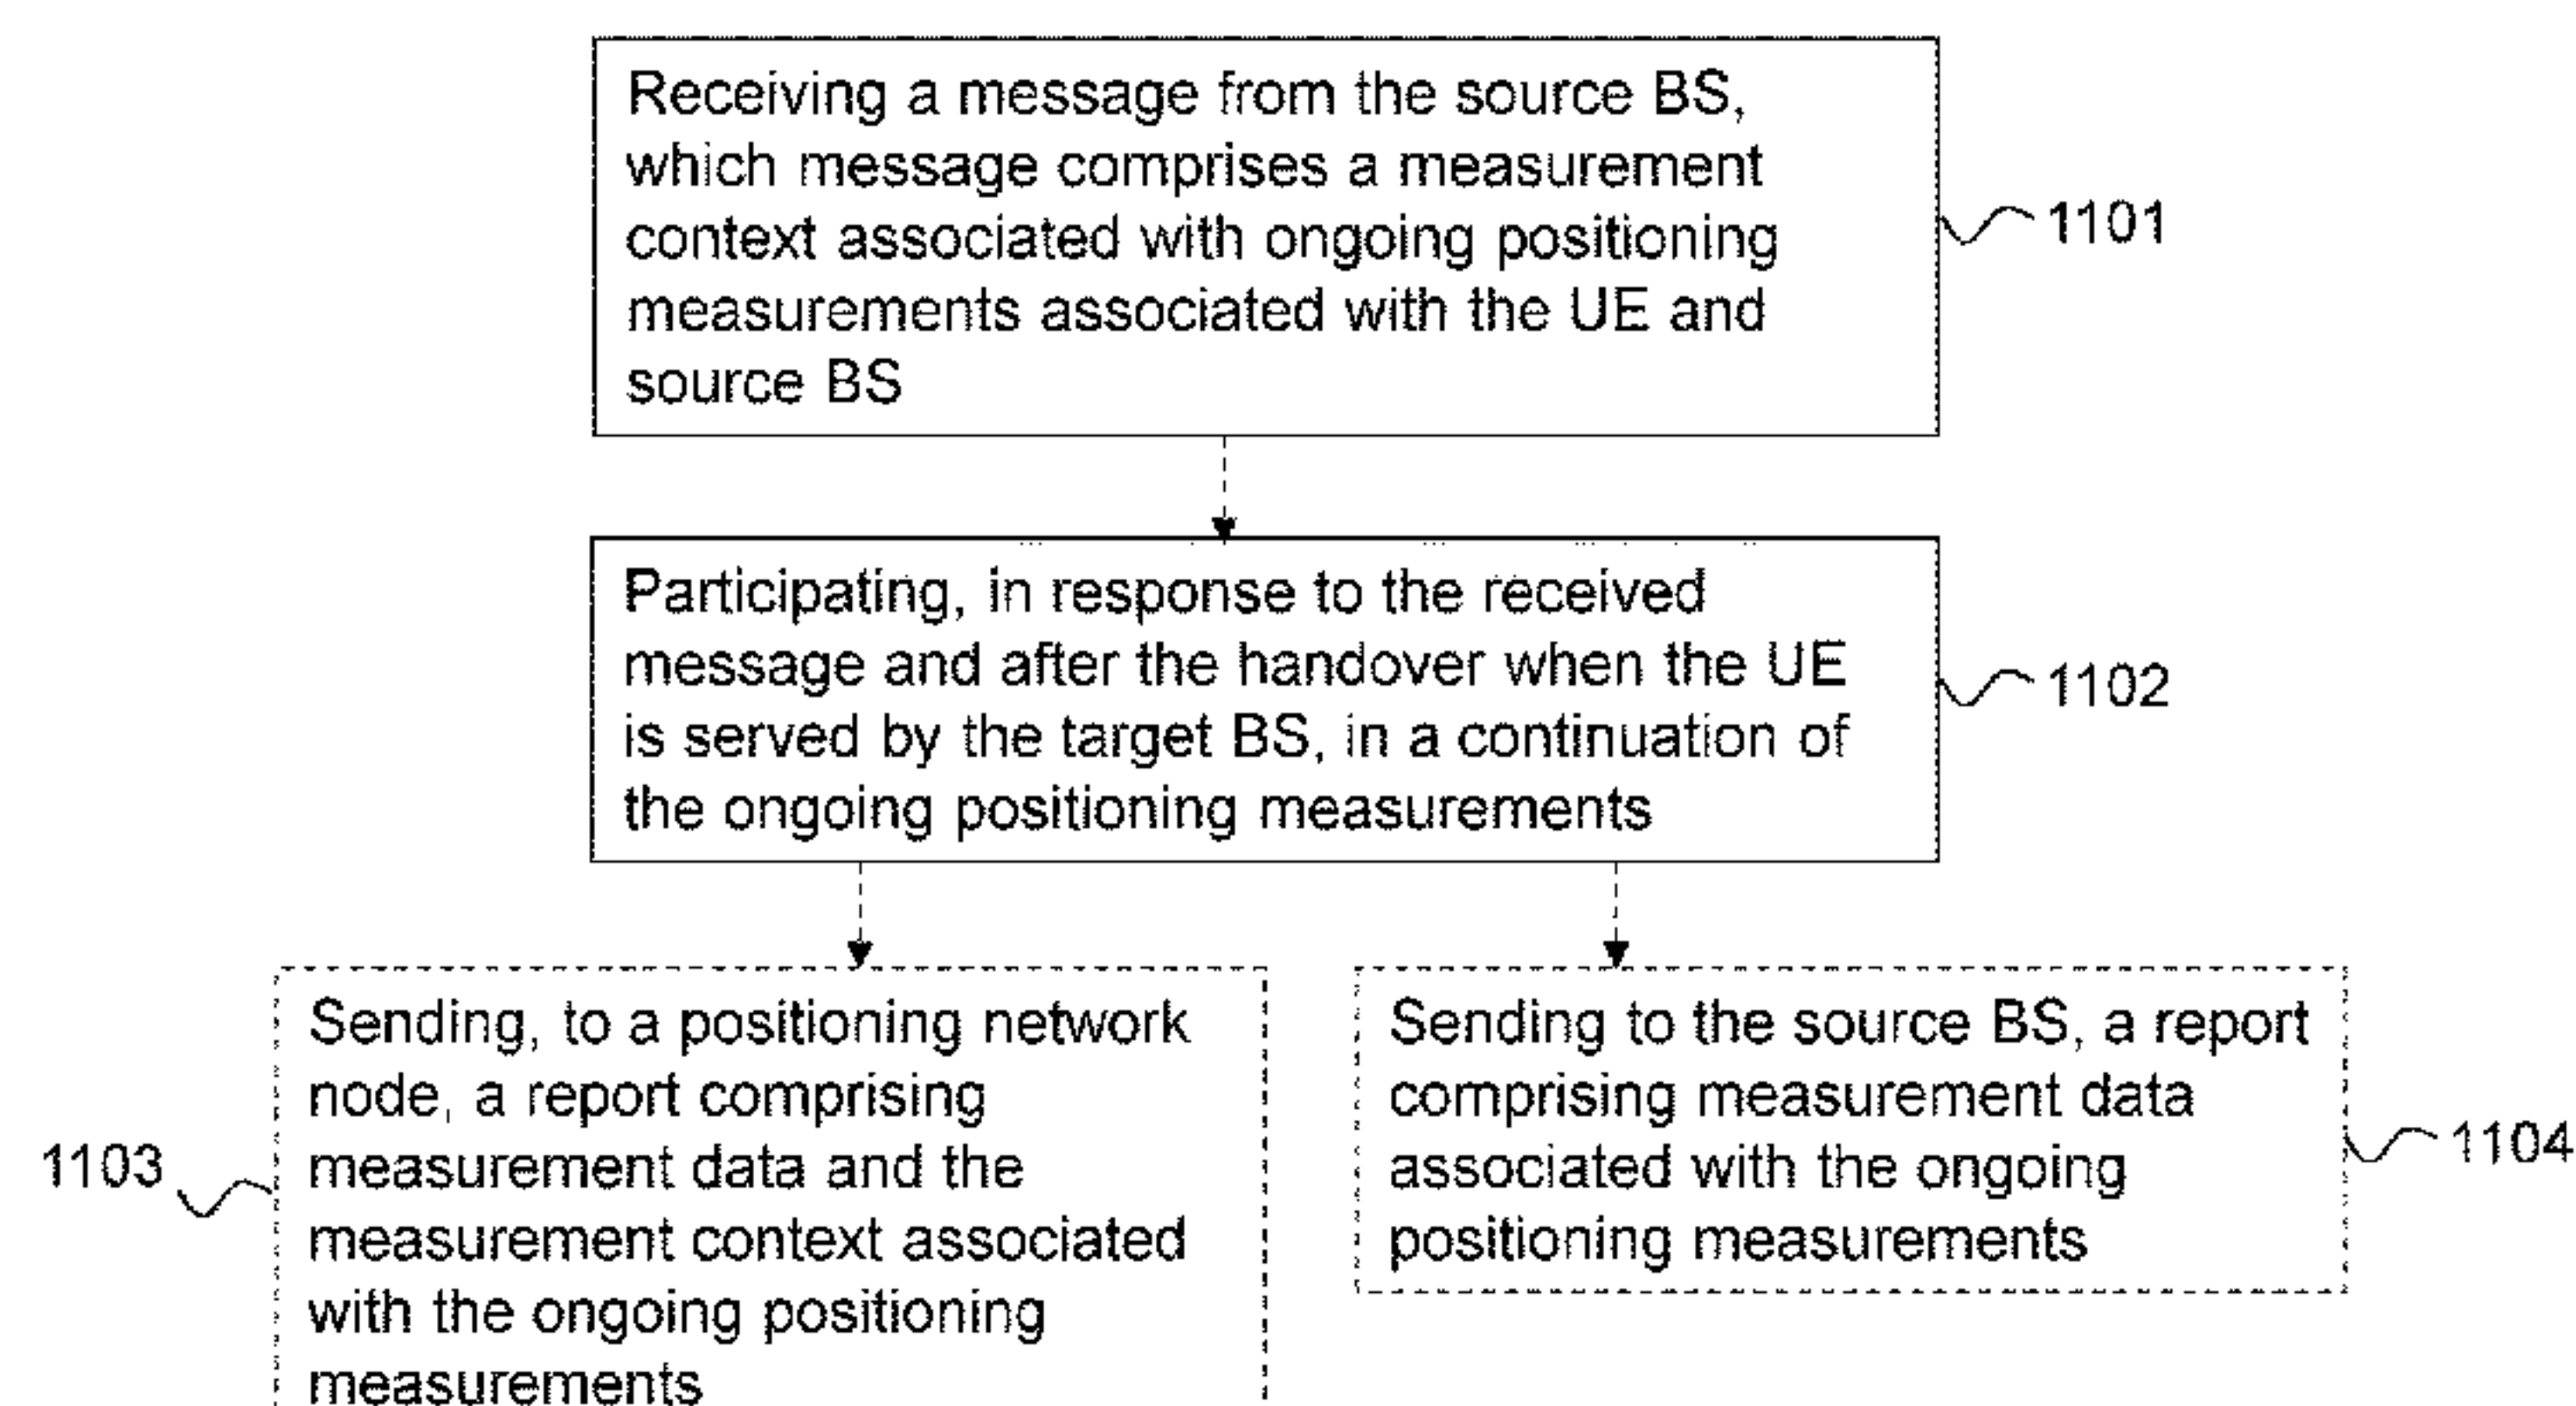 Receiving a message from the source BS,
which message comprises a measurement
context associated with ongoing positioning
measurements associated with the UE and
source BS
1101
Participating, in response to the received
message and after the handover when the UE
is served by the target BS, in a continuation of
the ongoing positioning measurements
1102
Sending, to a positioning network
node, a report comprising
measurement data and the
measurement context associated
with the ongoing positioning
measurements
1103
Sending to the source BS, a report
comprising measurement data
associated with the ongoing
positioning measurements
1104